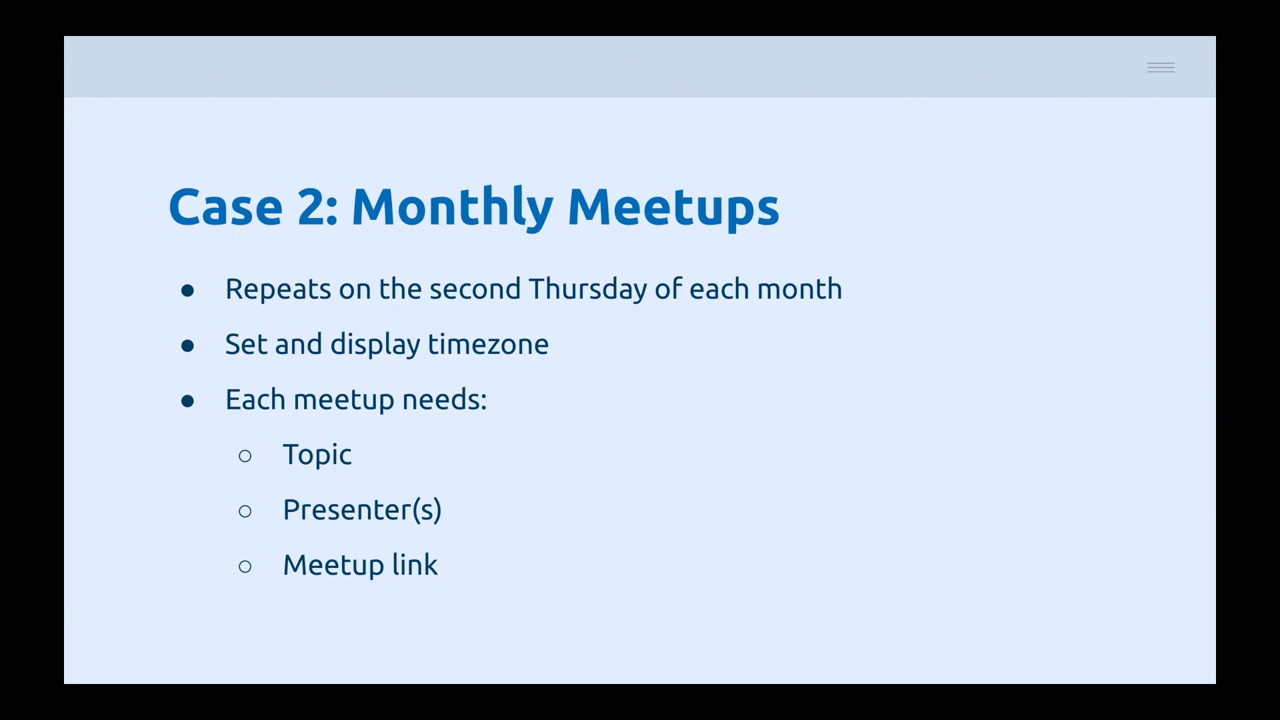 Case 2: Monthly Meetups
● Repeats on the second Thursday of each month
● Set and display timezone
● Each meetup needs:
○ Topic
○ Presenter(s)
○ Meetup link